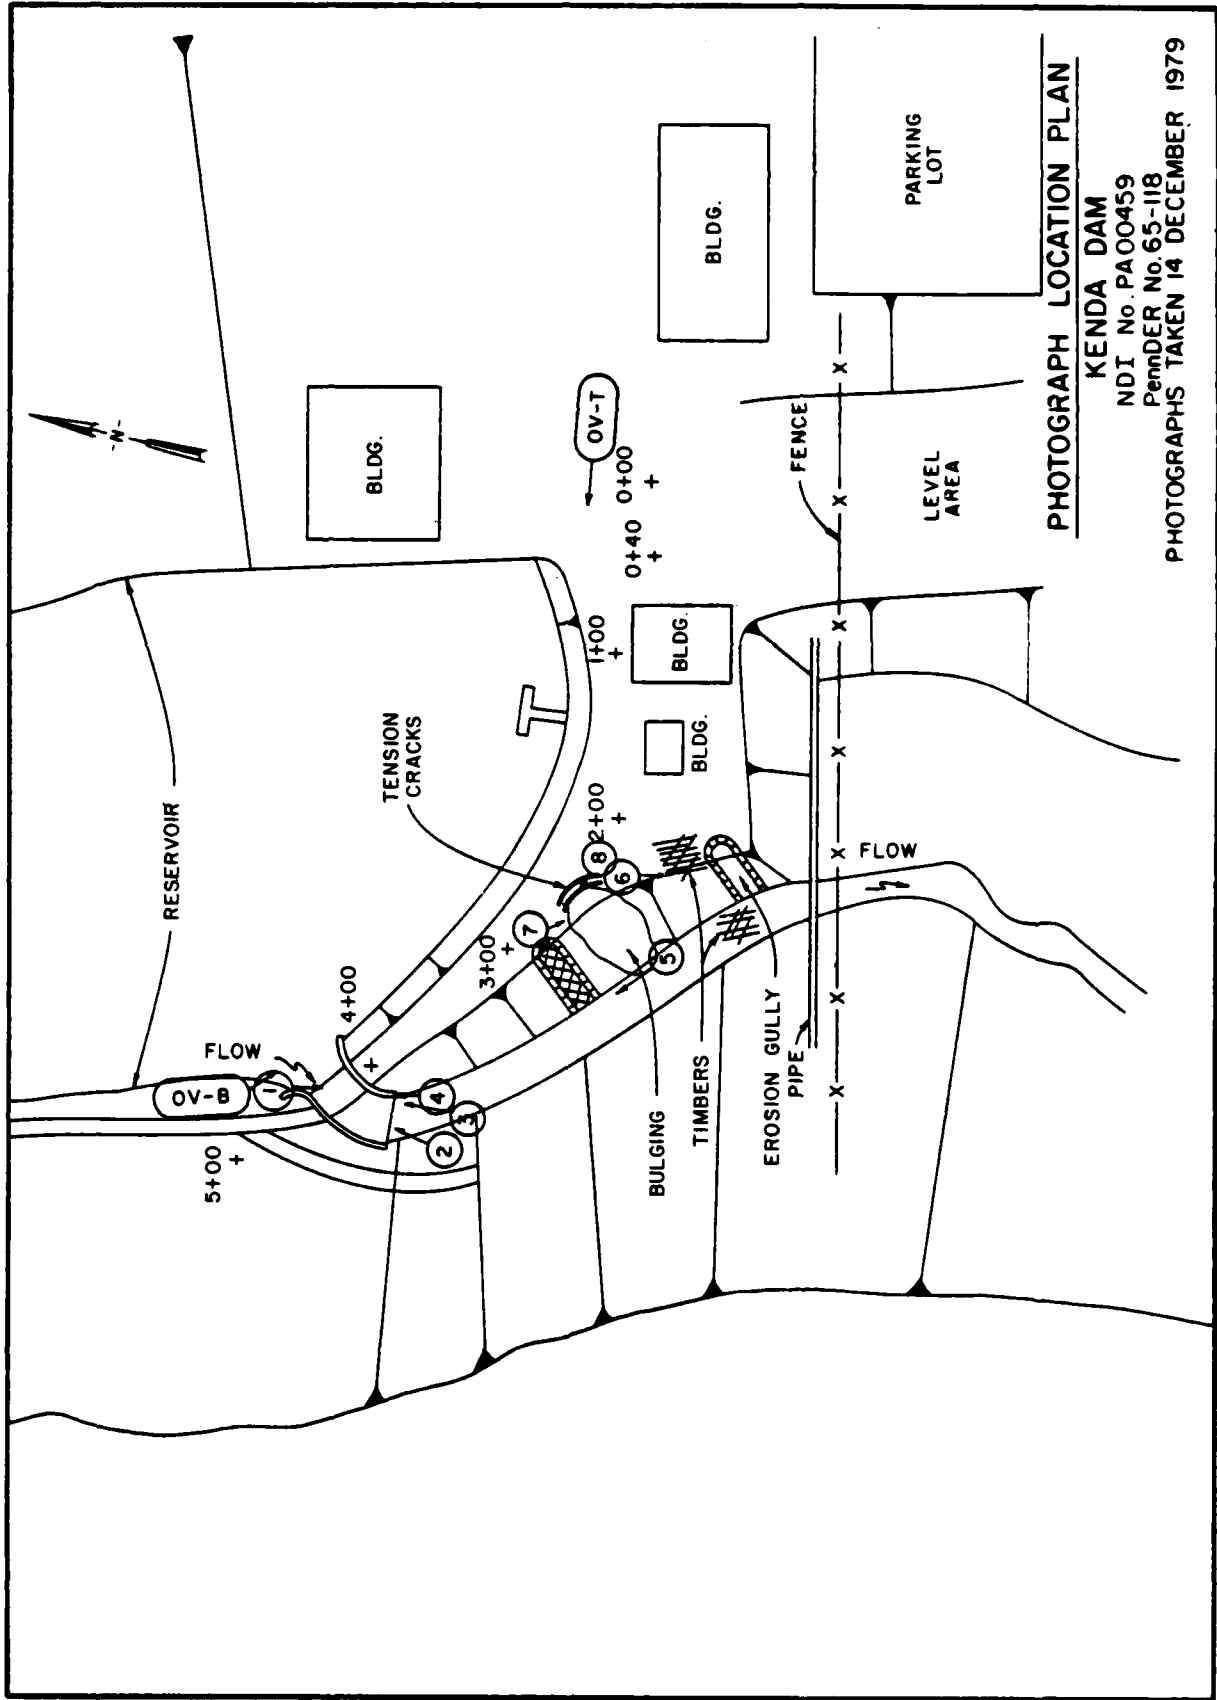 RESERVOIR
FLOW
OV-B
1
5+00
+
2
3
4
4+00
+
TENSION
CRACKS
3+00
+
7
8
6
5
2+00
+
BULGING
TIMBERS
EROSION GULLY
PIPE
FLOW
BLDG.
BLDG.
1+00
+
0+40
+
0+00
+
OV-T
BLDG.
-N-
BLDG.
FENCE
X
X
X
X
X
X
X
LEVEL
AREA
PARKING
LOT
PHOTOGRAPH LOCATION PLAN
KENDA DAM
NDI No. PA00459
PennDER No. 65-118
PHOTOGRAPHS TAKEN 14 DECEMBER 1979